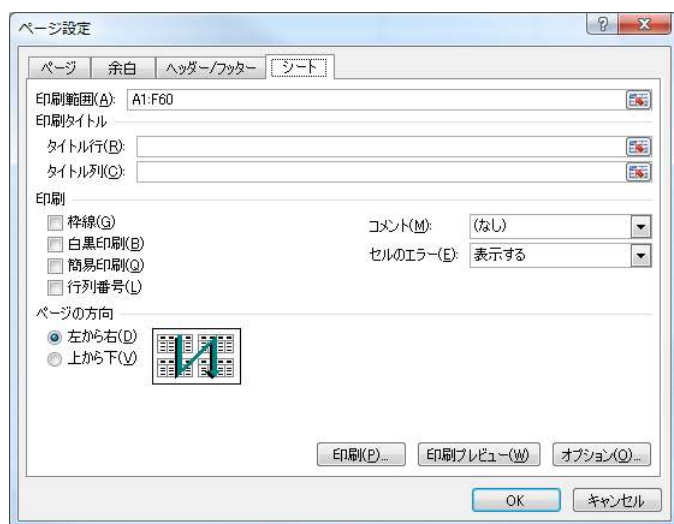 ページ設定
ページ 余白 ヘッダー/フッター シート
印刷範囲(A): A1:F60
印刷タイトル
タイトル行(R):
タイトル列(C):
印刷
枠線(G) コメント(M): (なし)
白黒印刷(B) セルのエラー(E): 表示する
簡易印刷(Q)
行列番号(L)
ページの方向
左から右(D)
上から下(V)
印刷(P)... 印刷プレビュー(W) オプション(O)...
OK キャンセル